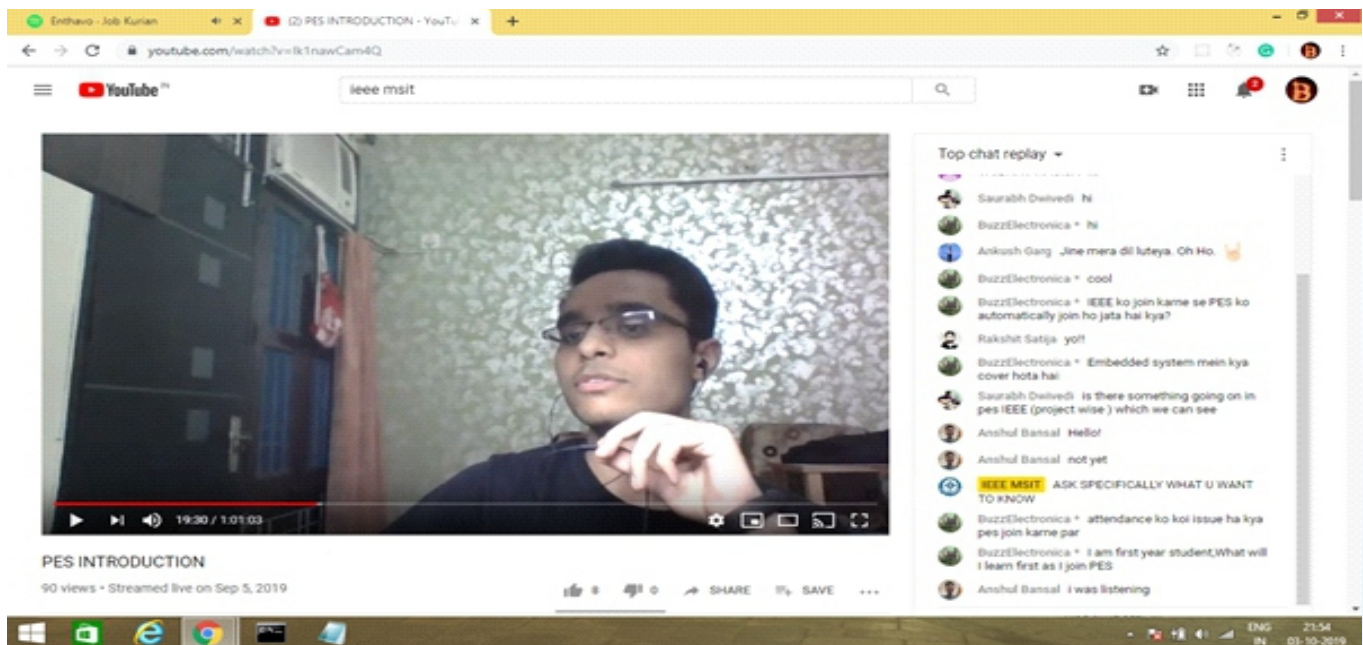 Enthavo - Job Kurian
(2) PES INTRODUCTION - YouTu
youtube.com/watch?v=Ik1nawCam4Q
YouTube IN
ieee msit
2
B
Top chat replay
Saurabh Dwivedi hi
BuzzElectronica * hi
Ankush Garg Jine mera dil luteya. Oh Ho.
BuzzElectronica * cool
BuzzElectronica * IEEE ko join karne se PES ko
automatically join ho jata hai kya?
Rakshit Satija yo!!
BuzzElectronica * Embedded system mein kya
cover hota hai
Saurabh Dwivedi is there something going on in
pes IEEE (project wise ) which we can see
Anshul Bansal Hello!
Anshul Bansal not yet
IEEE MSIT ASK SPECIFICALLY WHAT U WANT
TO KNOW
BuzzElectronica * attendance ko koi issue ha kya
pes join karne par
BuzzElectronica * I am first year student,What will
I learn first as I join PES
Anshul Bansal i was listening
19:30 / 1:01:03
PES INTRODUCTION
90 views • Streamed live on Sep 5, 2019
8
0
SHARE
SAVE
ENG
IN
21:54
03-10-2019